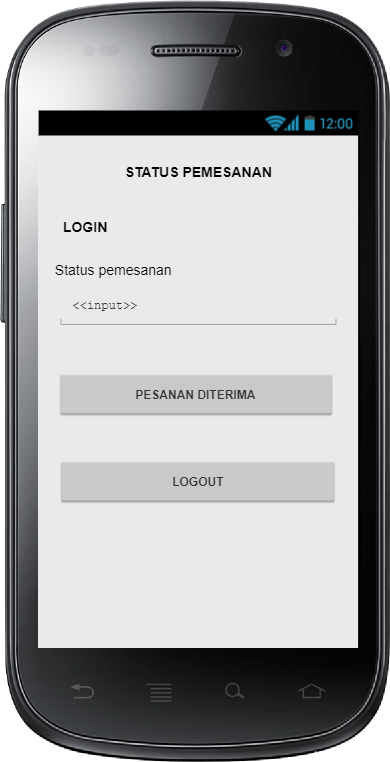 12:00
STATUS PEMESANAN
LOGIN
Status pemesanan
<<input>>
PESANAN DITERIMA
LOGOUT